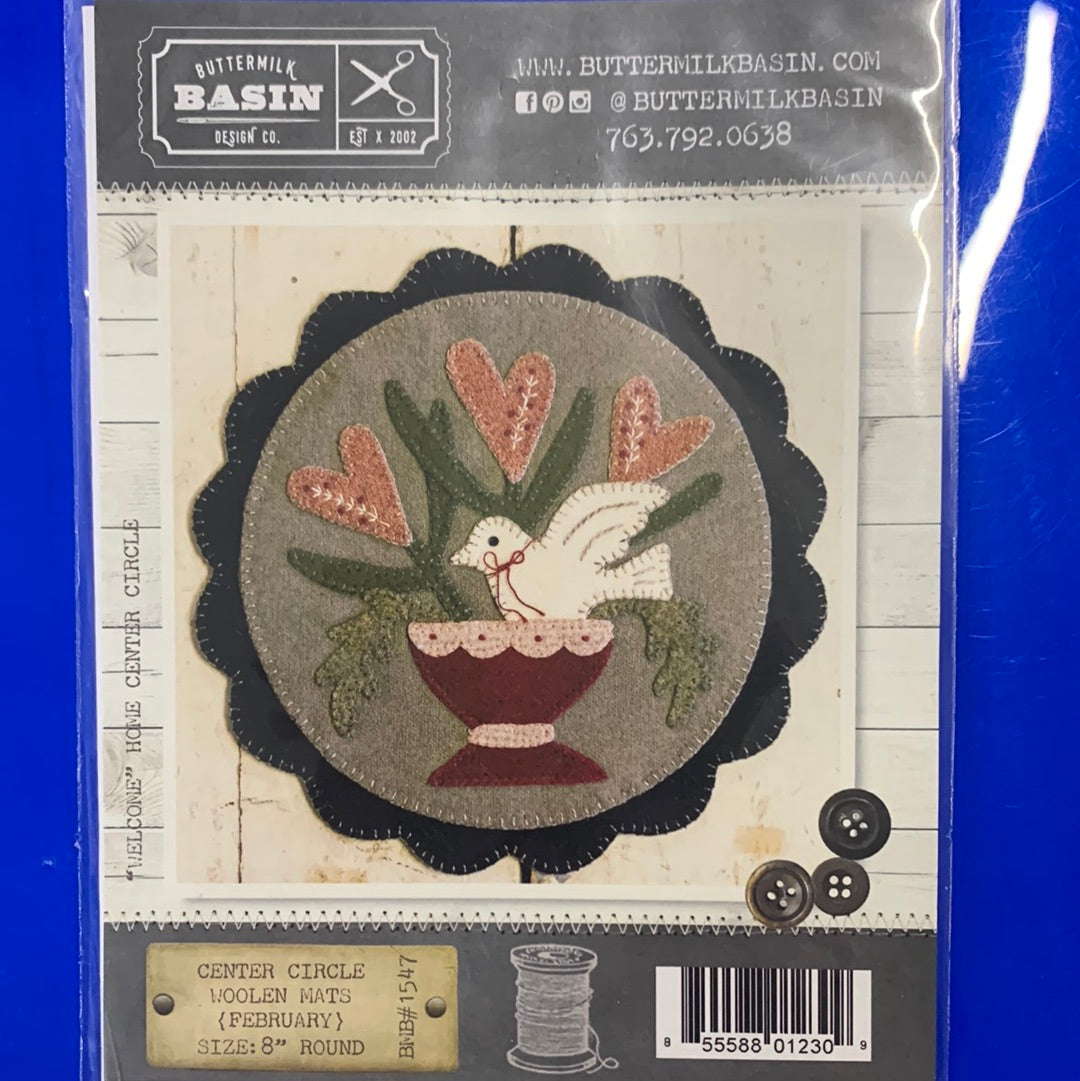 BUTTERMILK
BASIN
DESIGN CO.
EST X 2002
WWW.BUTTERMILKBASIN.COM
@BUTTERMILKBASIN
763.792.0638
"WELCOME" HOME CENTER CIRCLE
CENTER CIRCLE
WOOLEN MATS
{FEBRUARY}
SIZE: 8" ROUND
BMB#1547
8 55588 01230 9